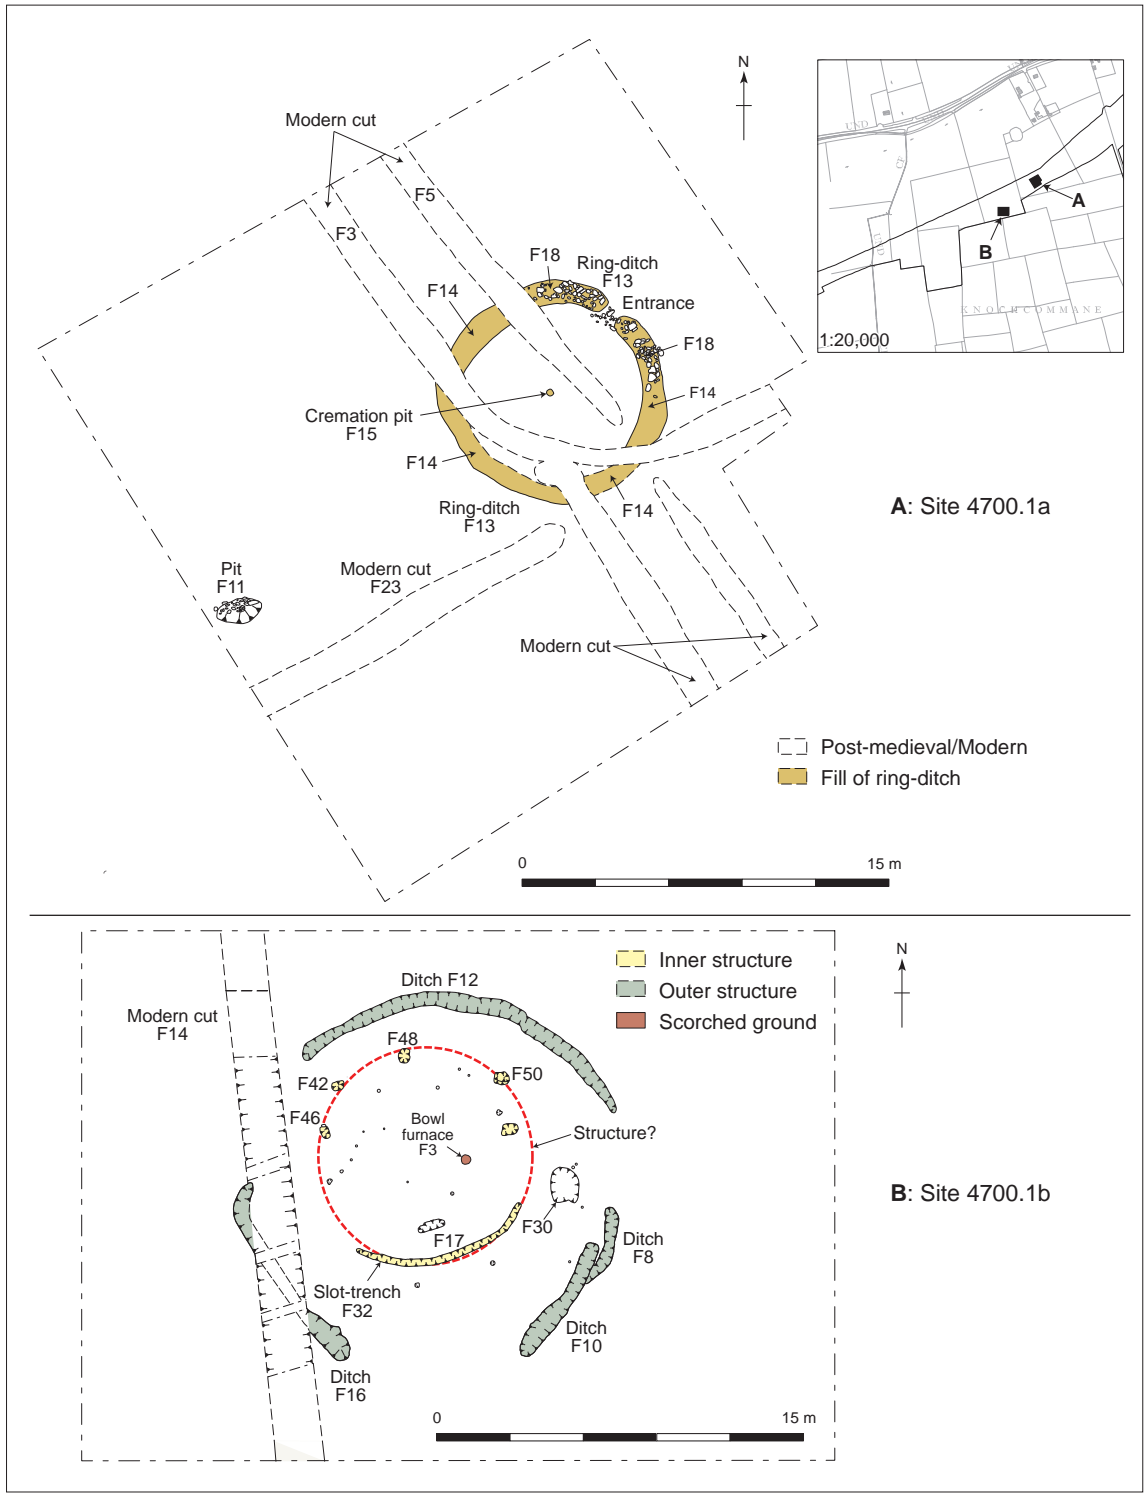 N
Modern cut
F5
F3
F18
Ring-ditch
F13
Entrance
F14
F18
F14
Cremation pit
F15
F14
F14
Ring-ditch
F13
Modern cut
F23
Pit
F11
Modern cut
A
B
KNOCKCOMMANE
1:20,000
A: Site 4700.1a
Post-medieval/Modern
Fill of ring-ditch
0 15 m
N
Inner structure
Outer structure
Scorched ground
Ditch F12
Modern cut
F14
F48
F50
F42
F46
Bowl
furnace
F3
Structure?
F30
F17
Ditch
F8
Slot-trench
F32
Ditch
F10
Ditch
F16
B: Site 4700.1b
0 15 m